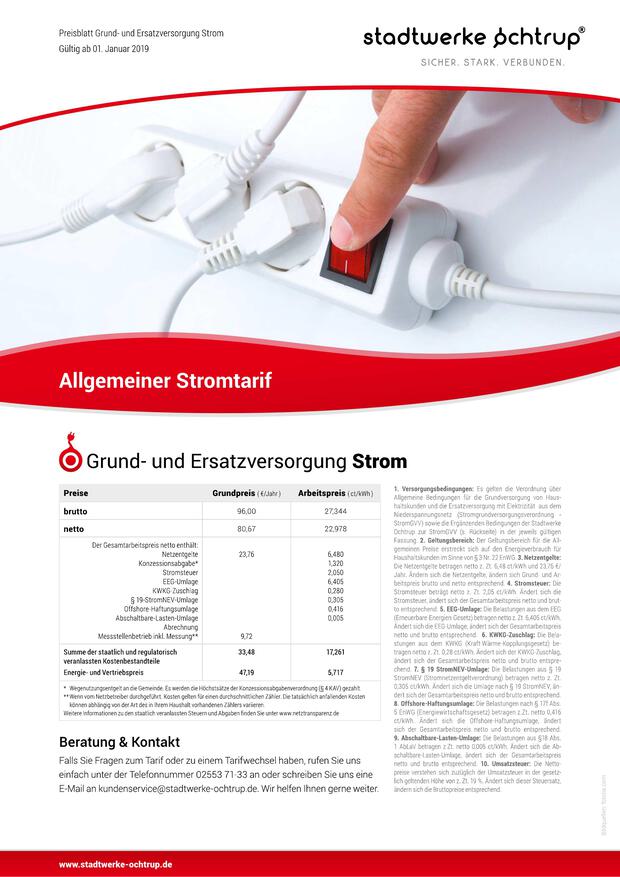 Preisblatt Grund- und Ersatzversorgung Strom
Gültig ab 01. Januar 2019
stadtwerke ochtrup®
SICHER. STARK. VERBUNDEN.
Allgemeiner Stromtarif
Grund- und Ersatzversorgung Strom
Preise Grundpreis (€/Jahr) Arbeitspreis (ct/kWh)
brutto 96,00 27,344
netto 80,67 22,978
Der Gesamtarbeitspreis netto enthält:
Netzentgelte 23,76 6,480
Konzessionsabgabe* 1,320
Stromsteuer 2,050
EEG-Umlage 6,405
KWKG-Zuschlag 0,280
§ 19-StromNEV-Umlage 0,305
Offshore-Haftungsumlage 0,416
Abschaltbare-Lasten-Umlage 0,005
Abrechnung
Messstellenbetrieb inkl. Messung** 9,72
Summe der staatlich und regulatorisch 33,48 17,261
veranlassten Kostenbestandteile
Energie- und Vertriebspreis 47,19 5,717
* Wegenutzungsentgelt an die Gemeinde. Es werden die Höchstsätze der Konzessionsabgabenverordnung (§ 4 KAV) gezahlt.
** Wenn vom Netzbetreiber durchgeführt. Kosten gelten für einen durchschnittlichen Zähler. Die tatsächlich anfallenden Kosten
können abhängig von der Art des in Ihrem Haushalt vorhandenen Zählers variieren.
Weitere Informationen zu den staatlich veranlassten Steuern und Abgaben finden Sie unter www.netztransparenz.de
Beratung & Kontakt
Falls Sie Fragen zum Tarif oder zu einem Tarifwechsel haben, rufen Sie uns
einfach unter der Telefonnummer 02553 71-33 an oder schreiben Sie uns eine
E-Mail an kundenservice@stadtwerke-ochtrup.de. Wir helfen Ihnen gerne weiter.
1. Versorgungsbedingungen: Es gelten die Verordnung über
Allgemeine Bedingungen für die Grundversorgung von Haus-
haltskunden und die Ersatzversorgung mit Elektrizität aus dem
Niederspannungsnetz (Stromgrundversorgungsverordnung -
StromGVV) sowie die Ergänzenden Bedingungen der Stadtwerke
Ochtrup zur StromGVV (s. Rückseite) in der jeweils gültigen
Fassung. 2. Geltungsbereich: Der Geltungsbereich für die All-
gemeinen Preise erstreckt sich auf den Energieverbrauch für
Haushaltskunden im Sinne von § 3 Nr. 22 EnWG. 3. Netzentgelte:
Die Netzentgelte betragen netto z. Zt. 6,48 ct/kWh und 23,75 €/
Jahr. Ändern sich die Netzentgelte, ändern sich Grund- und Ar-
beitspreis brutto und netto entsprechend. 4. Stromsteuer: Die
Stromsteuer beträgt netto z. Zt. 2,05 ct/kWh. Ändert sich die
Stromsteuer, ändert sich der Gesamtarbeitspreis netto und brut-
to entsprechend. 5. EEG-Umlage: Die Belastungen aus dem EEG
(Erneuerbare Energien Gesetz) betragen netto z. Zt. 6,405 ct/kWh.
Ändert sich die EEG-Umlage, ändert sich der Gesamtarbeitspreis
netto und brutto entsprechend. 6. KWKG-Zuschlag: Die Bela-
stungen aus dem KWKG (Kraft-Wärme-Kopplungsgesetz) be-
tragen netto z. Zt. 0,28 ct/kWh. Ändert sich der KWKG-Zuschlag,
ändert sich der Gesamtarbeitspreis netto und brutto entspre-
chend. 7. § 19 StromNEV-Umlage: Die Belastungen aus § 19
StromNEV (Stromnetzentgeltverordnung) betragen netto z. Zt.
0,305 ct/kWh. Ändert sich die Umlage nach § 19 StromNEV, än-
dert sich der Gesamtarbeitspreis netto und brutto entsprechend.
8. Offshore-Haftungsumlage: Die Belastungen nach § 17f Abs.
5 EnWG (Energiewirtschaftsgesetz) betragen z. Zt. netto 0,416
ct/kWh. Ändert sich die Offshore-Haftungsumlage, ändert
sich der Gesamtarbeitspreis netto und brutto entsprechend.
9. Abschaltbare-Lasten-Umlage: Die Belastungen aus §18 Abs.
1 AbLaV betragen z. Zt. netto 0,005 ct/kWh. Ändert sich die Ab-
schaltbare-Lasten-Umlage, ändert sich der Gesamtarbeitspreis
netto und brutto entsprechend. 10. Umsatzsteuer: Die Netto-
preise verstehen sich zuzüglich der Umsatzsteuer in der gesetz-
lich geltenden Höhe von z. Zt. 19 %. Ändert sich dieser Steuersatz,
ändern sich die Bruttopreise entsprechend.
Bildquellen: fotolia.com
www.stadtwerke-ochtrup.de